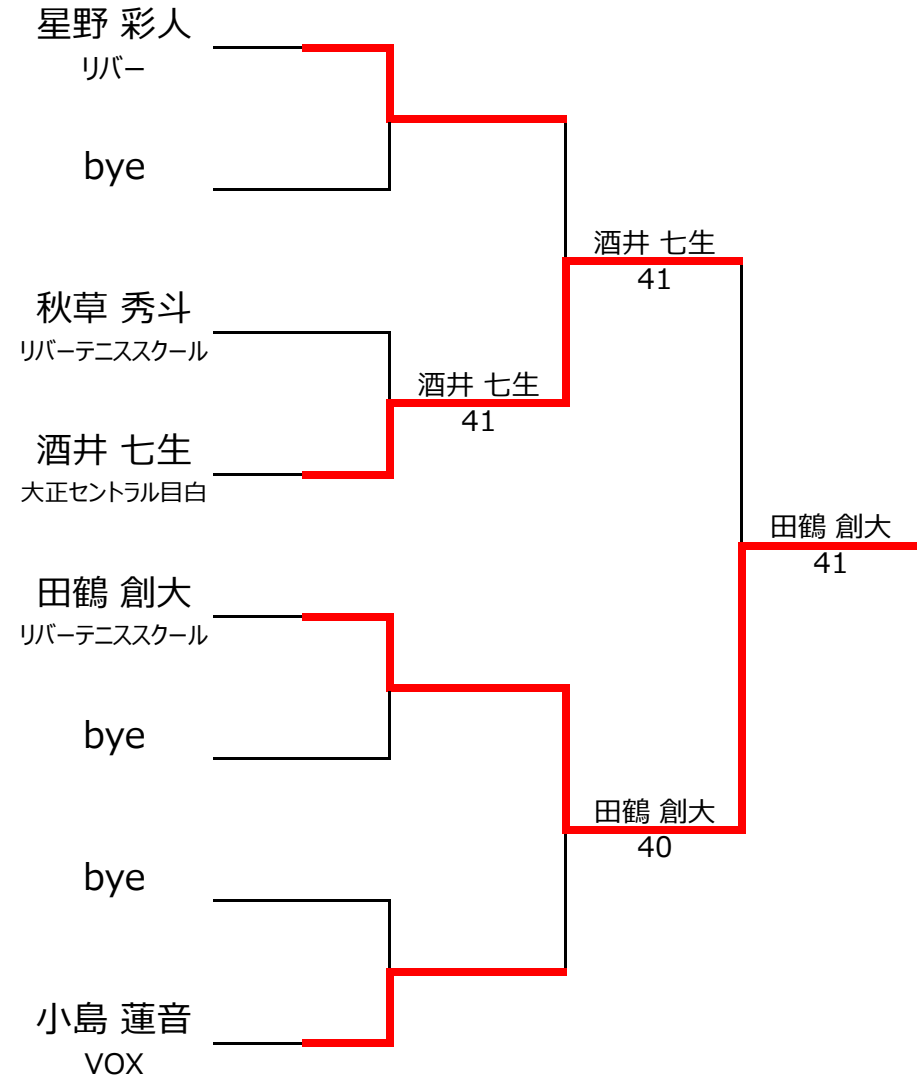 星野 彩人
リバー
bye
秋草 秀斗
リバーテニススクール
酒井 七生
大正セントラル目白
田鶴 創大
リバーテニススクール
bye
bye
小島 蓮音
VOX
酒井 七生
41
酒井 七生
41
田鶴 創大
40
田鶴 創大
41